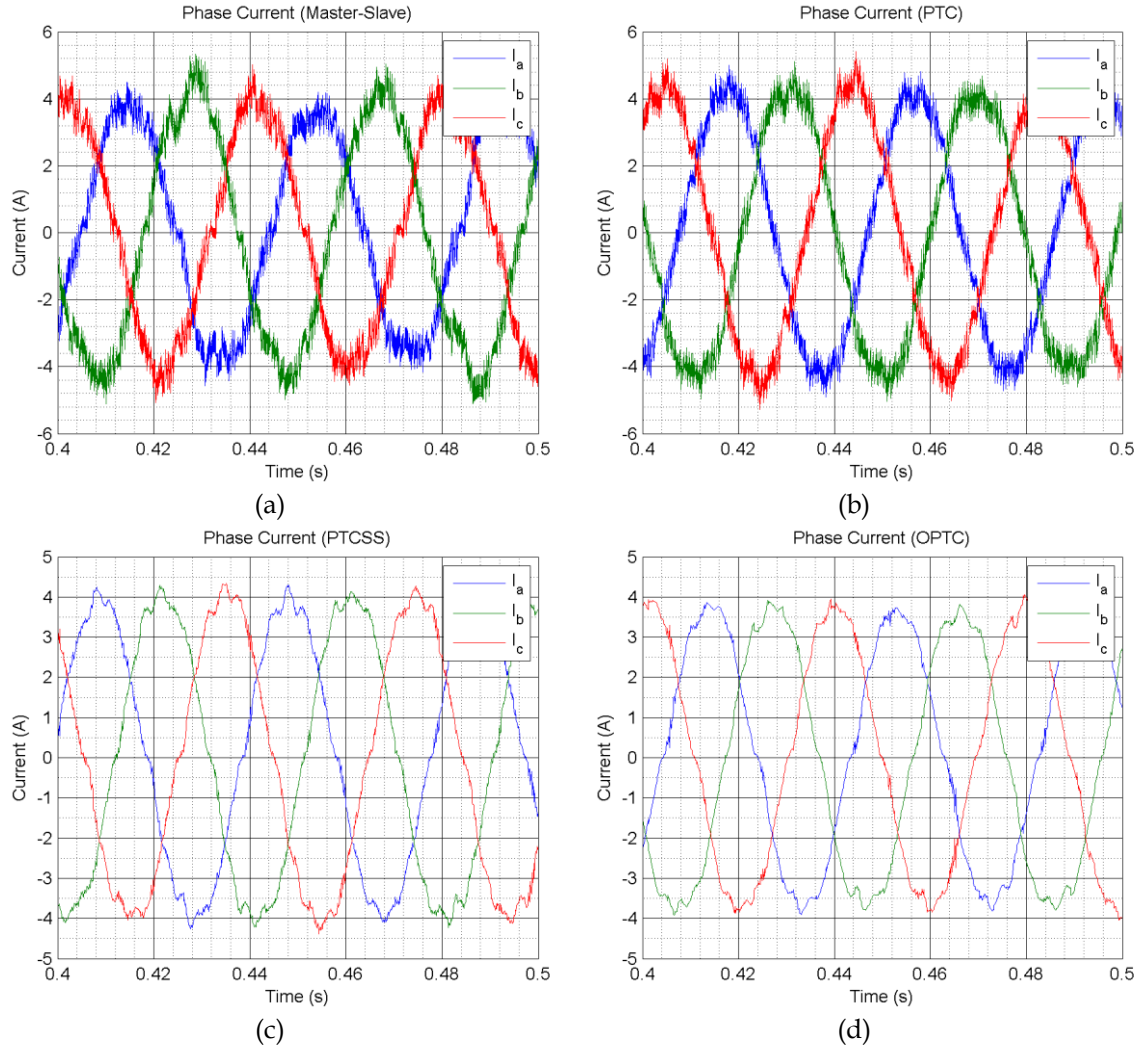 Phase Current (Master-Slave)
6
4
2
0
-2
-4
-6
Current (A)
I_a
I_b
I_c
0.4
0.42
0.44
0.46
0.48
0.5
Time (s)
(a)
Phase Current (PTC)
6
4
2
0
-2
-4
-6
Current (A)
I_a
I_b
I_c
0.4
0.42
0.44
0.46
0.48
0.5
Time (s)
(b)
Phase Current (PTCSS)
5
4
3
2
1
0
-1
-2
-3
-4
-5
Current (A)
I_a
I_b
I_c
0.4
0.42
0.44
0.46
0.48
0.5
Time (s)
(c)
Phase Current (OPTC)
5
4
3
2
1
0
-1
-2
-3
-4
-5
Current (A)
I_a
I_b
I_c
0.4
0.42
0.44
0.46
0.48
0.5
Time (s)
(d)